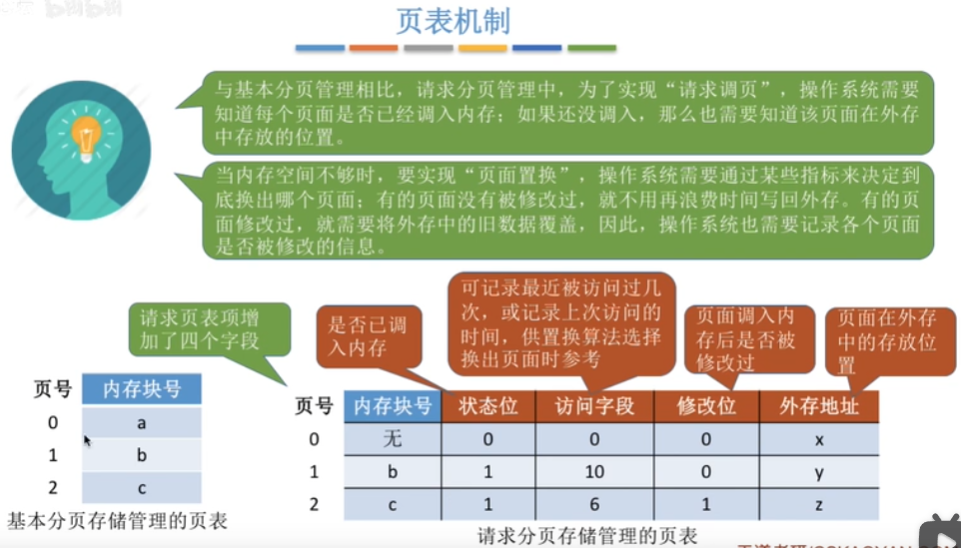 页表机制
与基本分页管理相比，请求分页管理中，为了实现“请求调页”，操作系统需要
知道每个页面是否已经调入内存；如果还没调入，那么也需要知道该页面在外存
中存放的位置。
当内存空间不够时，要实现“页面置换”，操作系统需要通过某些指标来决定到
底换出哪个页面；有的页面没有被修改过，就不用再浪费时间写回外存。有的页
面修改过，就需要将外存中的旧数据覆盖，因此，操作系统也需要记录各个页面
是否被修改的信息。
请求页表项增
加了四个字段
是否已调
入内存
可记录最近被访问过几
次，或记录上次访问的
时间，供置换算法选择
换出页面时参考
页面调入内
存后是否被
修改过
页面在外存
中的存放位
置
页号 内存块号
0 a
1 b
2 c
基本分页存储管理的页表
页号 内存块号 状态位 访问字段 修改位 外存地址
0 无 0 0 0 x
1 b 1 10 0 y
2 c 1 6 1 z
请求分页存储管理的页表